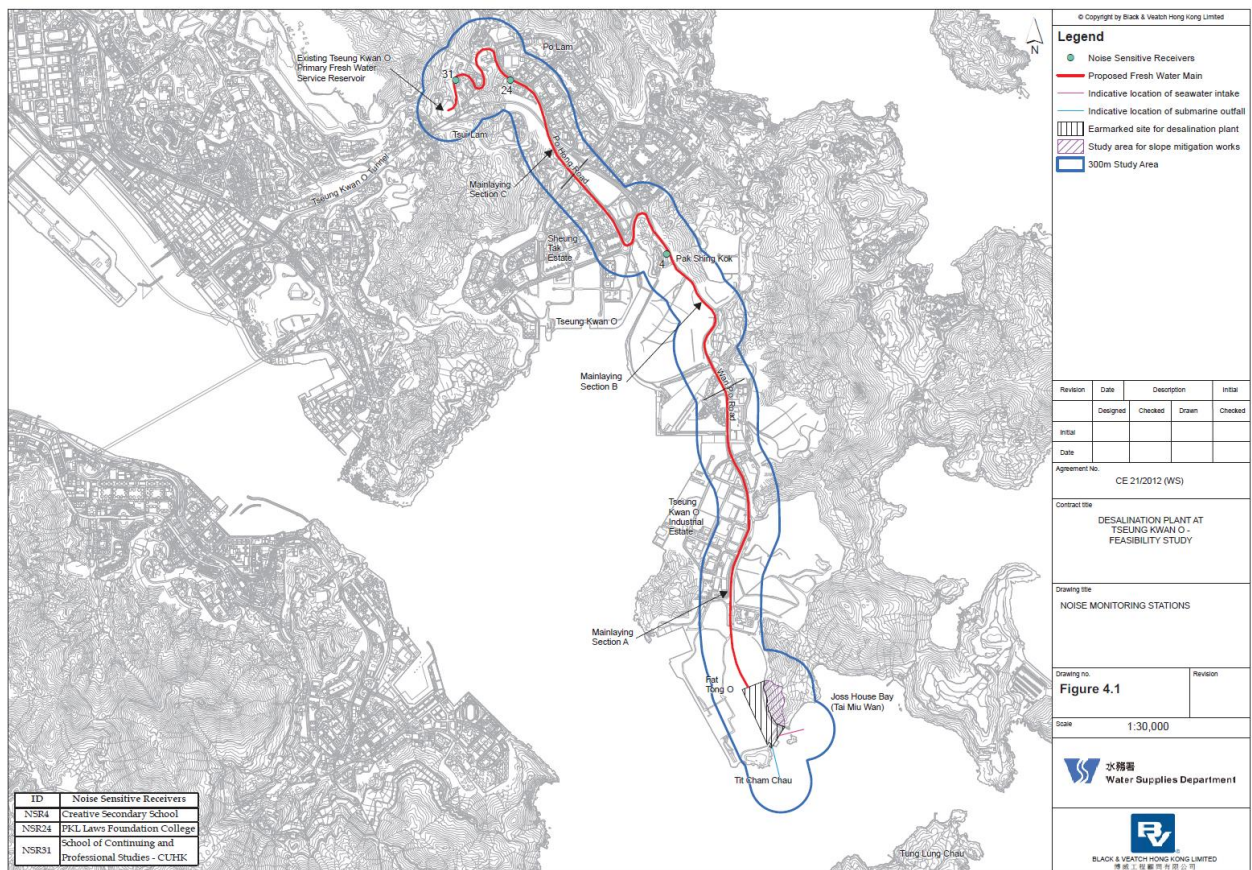 Existing Tseung Kwan O
Primary Fresh Water
Service Reservoir
Po Lam
31
24
Tsui Lam
Tseung Kwan O Tunnel
Po Hong Road
Mainlaying
Section C
Sheung
Tak
Estate
4
Pak Shing Kok
Tseung Kwan O
Mainlaying
Section B
Wan Po Road
Tseung
Kwan O
Industrial
Estate
Mainlaying
Section A
Fat
Tong O
Joss House Bay
(Tai Miu Wan)
Tit Cham Chau
Tung Lung Chau
N
ID Noise Sensitive Receivers
NSR4 Creative Secondary School
NSR24 PKL Laws Foundation College
NSR31 School of Continuing and
Professional Studies - CUHK
© Copyright by Black & Veatch Hong Kong Limited
Legend
Noise Sensitive Receivers
Proposed Fresh Water Main
Indicative location of seawater intake
Indicative location of submarine outfall
Earmarked site for desalination plant
Study area for slope mitigation works
300m Study Area
Revision Date Description Initial
Designed Checked Drawn Checked
Initial
Date
Agreement No.
CE 21/2012 (WS)
Contract title
DESALINATION PLANT AT
TSEUNG KWAN O -
FEASIBILITY STUDY
Drawing title
NOISE MONITORING STATIONS
Drawing no.
Revision
Figure 4.1
Scale
1:30,000
水務署
Water Supplies Department
BV
BLACK & VEATCH HONG KONG LIMITED
博威工程顧問有限公司